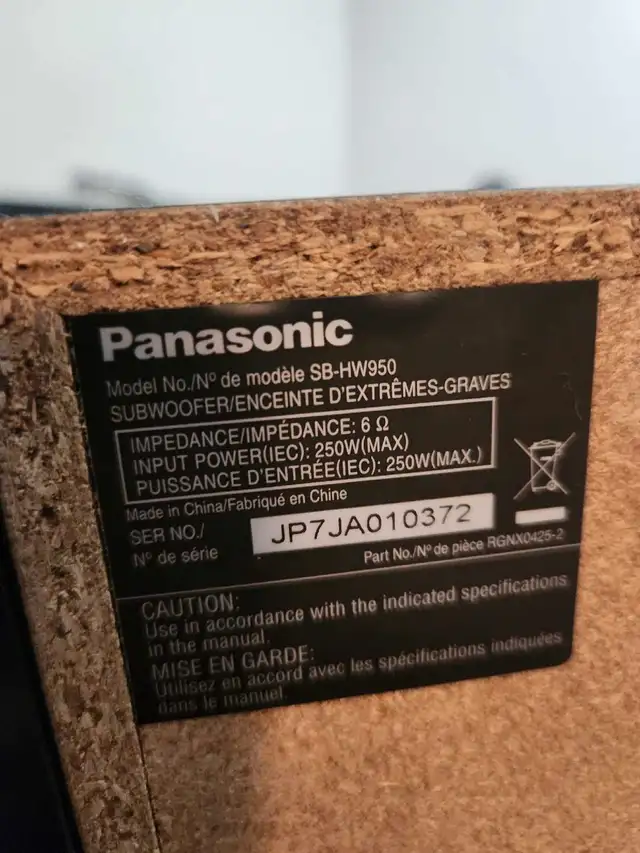 Panasonic
Model No./Nº de modèle SB-HW950
SUBWOOFER/ENCEINTE D'EXTRÊMES-GRAVES
IMPEDANCE/IMPÉDANCE: 6 Ω
INPUT POWER(IEC): 250W(MAX)
PUISSANCE D'ENTRÉE(IEC): 250W(MAX.)
Made in China/Fabriqué en Chine
SER NO./
Nº de série
JP7JA010372
Part No./Nº de pièce RGNX0425-2
CAUTION:
Use in accordance with the indicated specifications
in the manual.
MISE EN GARDE:
Utilisez en accord avec les spécifications indiquées
dans le manuel.